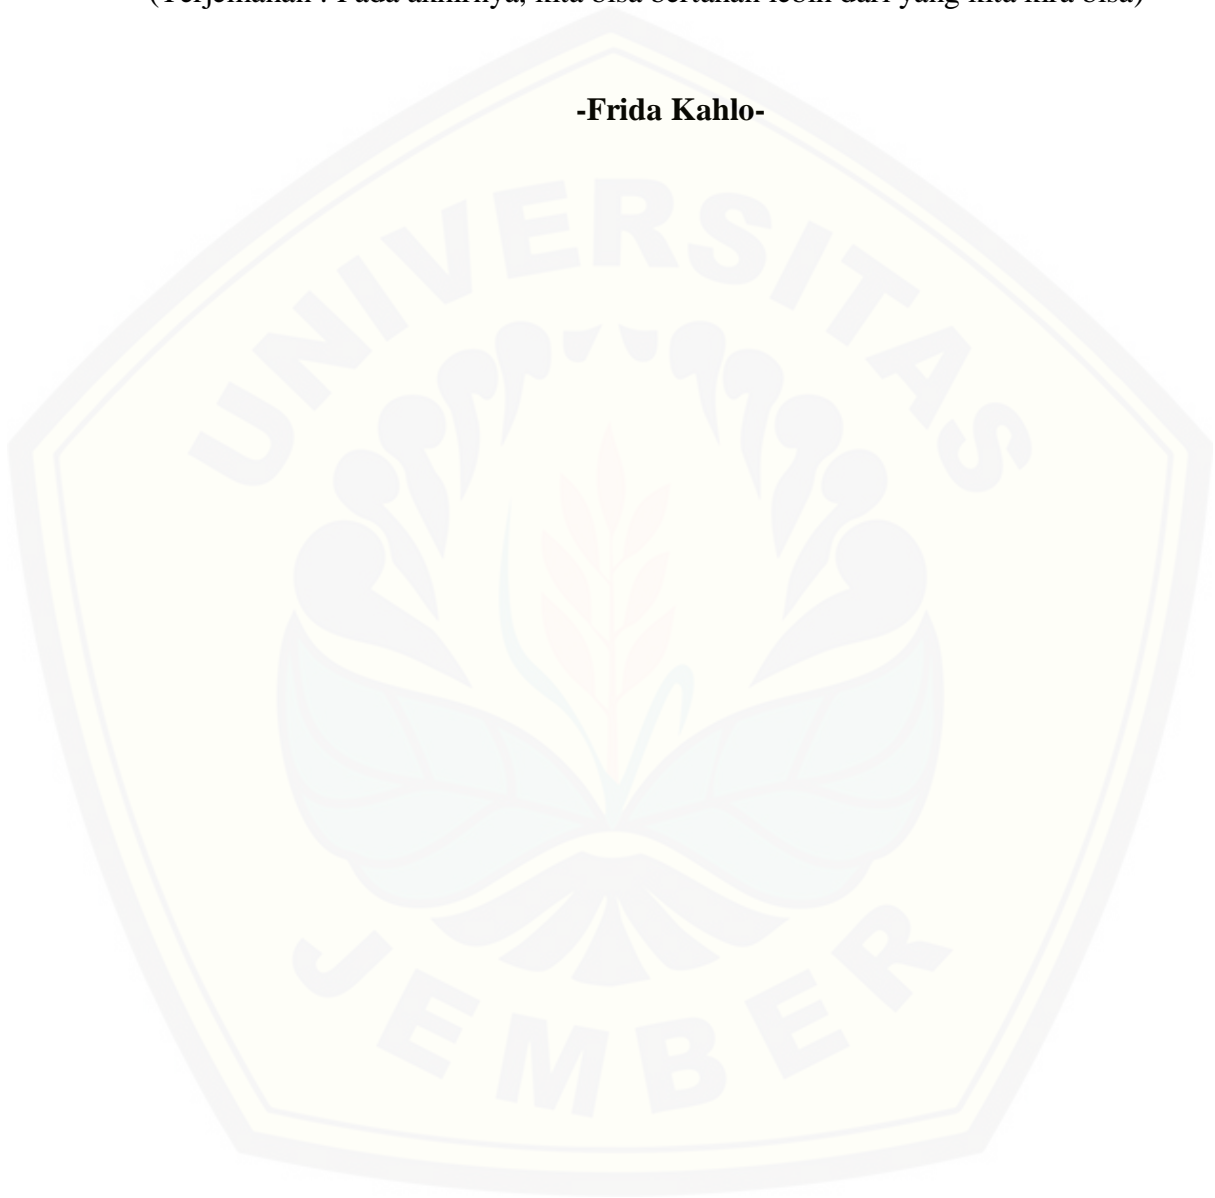 (Terjemahan : Pada akhirnya, kita bisa bertahan lebih dari yang kita kira bisa)
-Frida Kahlo-
UNIVERSITAS
JEMBER